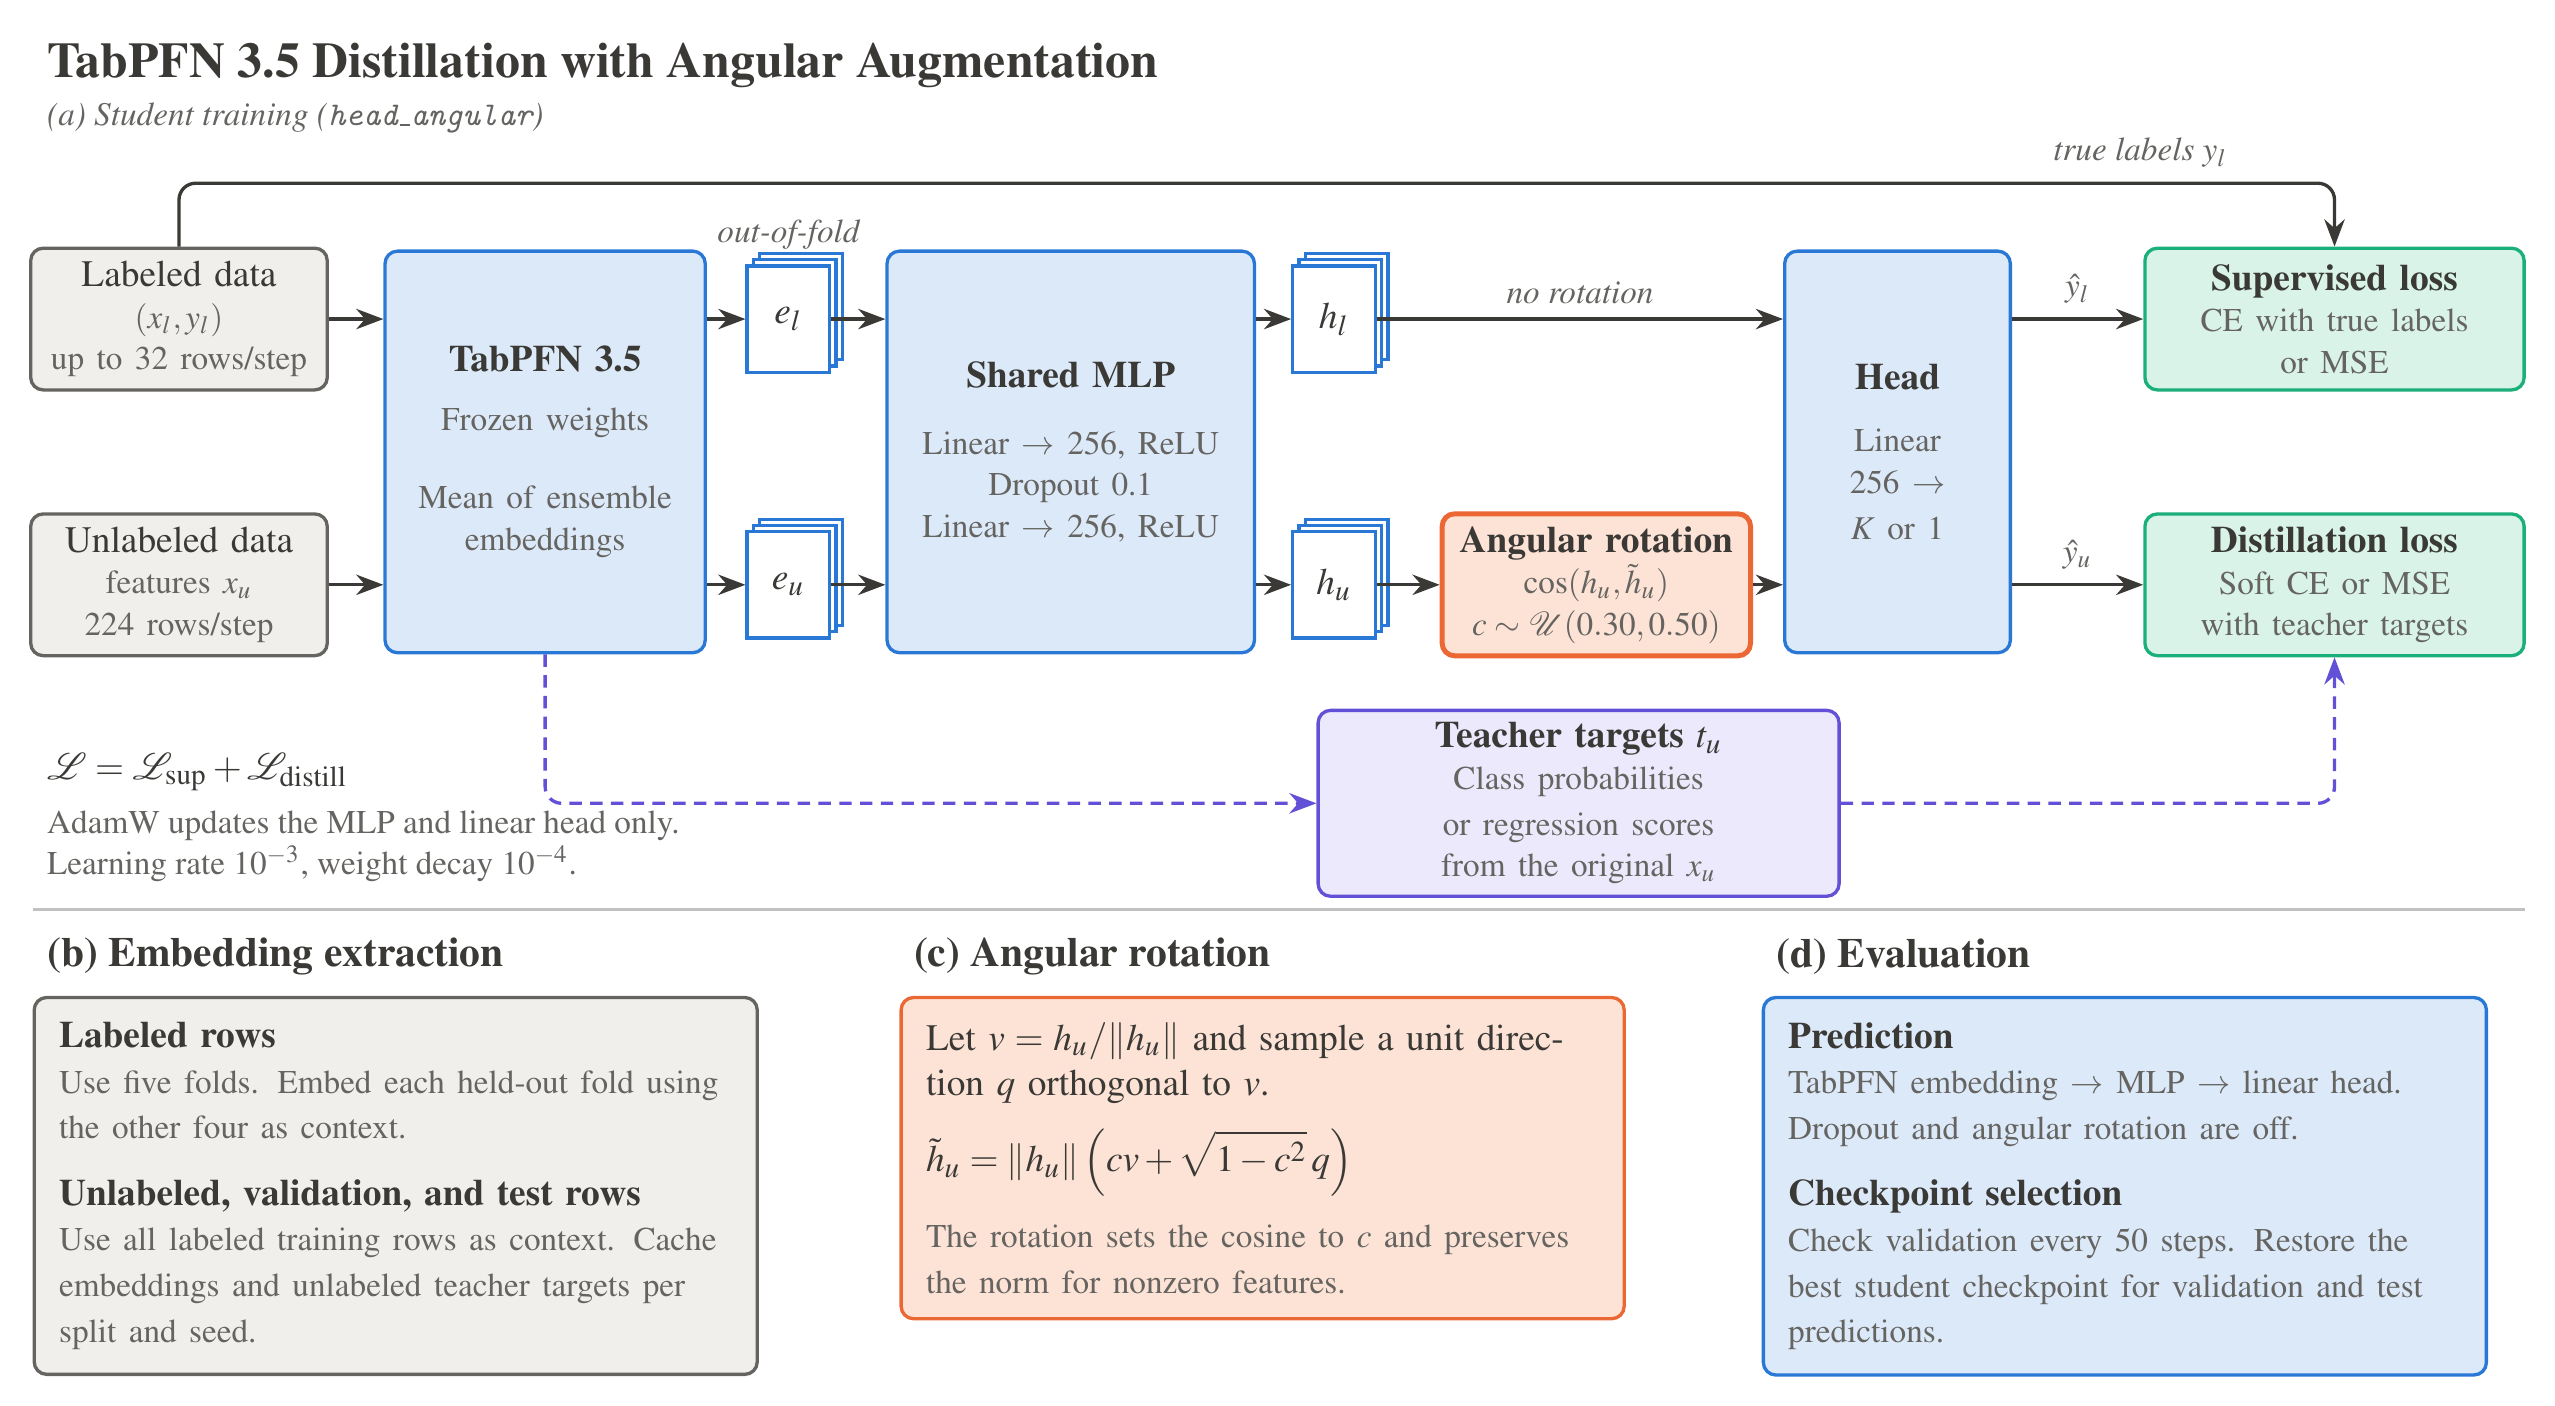 TabPFN 3.5 Distillation with Angular Augmentation
(a) Student training (head_angular)
true labels y_l
out-of-fold
Labeled data
(x_l, y_l)
up to 32 rows/step
Unlabeled data
features x_u
224 rows/step
TabPFN 3.5
Frozen weights
Mean of ensemble
embeddings
e_l
e_u
Shared MLP
Linear → 256, ReLU
Dropout 0.1
Linear → 256, ReLU
h_l
h_u
no rotation
Angular rotation
cos(h_u, h̃_u)
c ∼ 𝒰(0.30, 0.50)
Head
Linear
256 →
K or 1
ŷ_l
ŷ_u
Supervised loss
CE with true labels
or MSE
Distillation loss
Soft CE or MSE
with teacher targets
Teacher targets t_u
Class probabilities
or regression scores
from the original x_u
ℒ = ℒ_sup + ℒ_distill
AdamW updates the MLP and linear head only.
Learning rate 10⁻³, weight decay 10⁻⁴.
(b) Embedding extraction
Labeled rows
Use five folds. Embed each held-out fold using
the other four as context.
Unlabeled, validation, and test rows
Use all labeled training rows as context. Cache
embeddings and unlabeled teacher targets per
split and seed.
(c) Angular rotation
Let v = h_u/‖h_u‖ and sample a unit direc-
tion q orthogonal to v.
h̃_u = ‖h_u‖ (cv + √(1 − c²) q)
The rotation sets the cosine to c and preserves
the norm for nonzero features.
(d) Evaluation
Prediction
TabPFN embedding → MLP → linear head.
Dropout and angular rotation are off.
Checkpoint selection
Check validation every 50 steps. Restore the
best student checkpoint for validation and test
predictions.